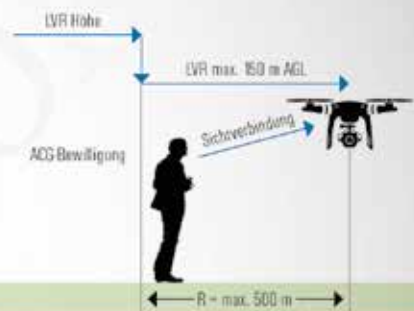 LVR Höhe
LVR max. 150 m AGL
Sichtverbindung
ACG-Bewilligung
R = max. 500 m